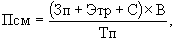 Псм = (Зп + Этр + С) × В / Тп,